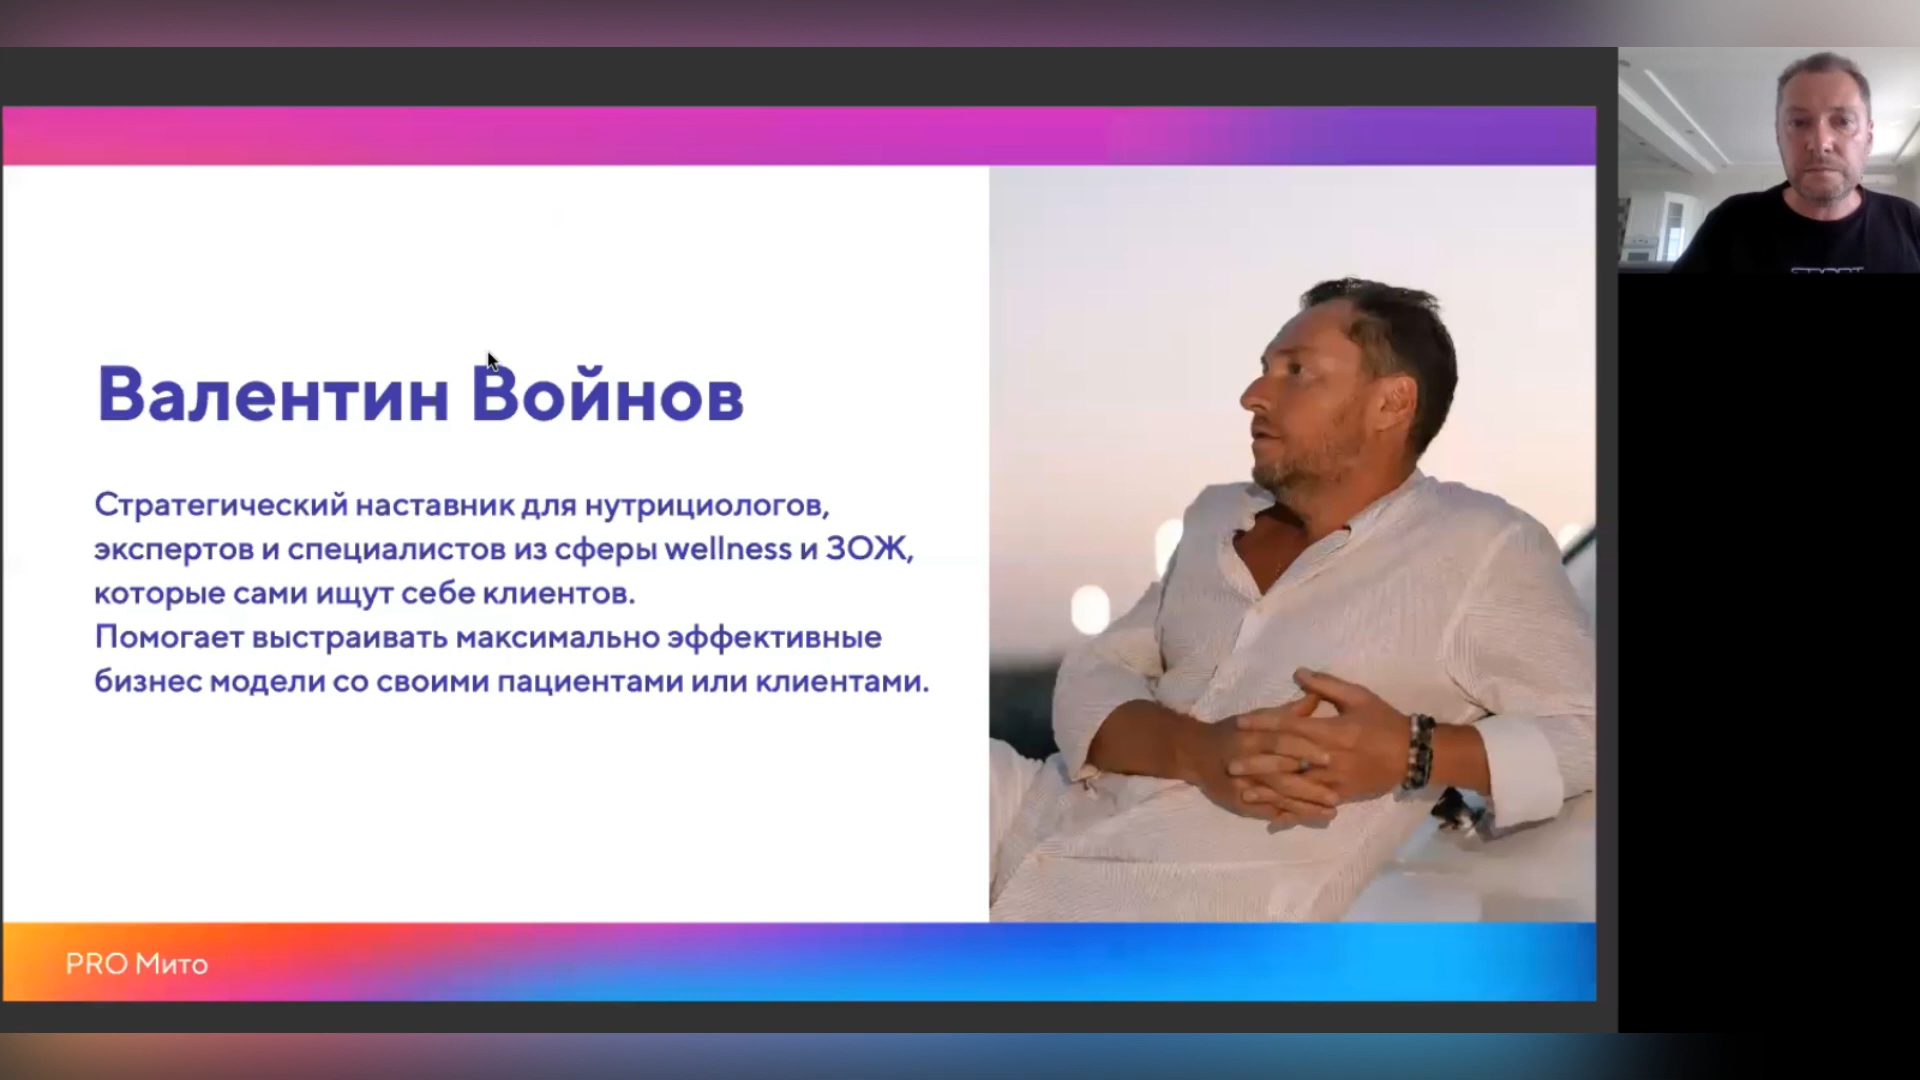 Валентин Войнов
Стратегический наставник для нутрициологов,
экспертов и специалистов из сферы wellness и ЗОЖ,
которые сами ищут себе клиентов.
Помогает выстраивать максимально эффективные
бизнес модели со своими пациентами или клиентами.
PRO Мито